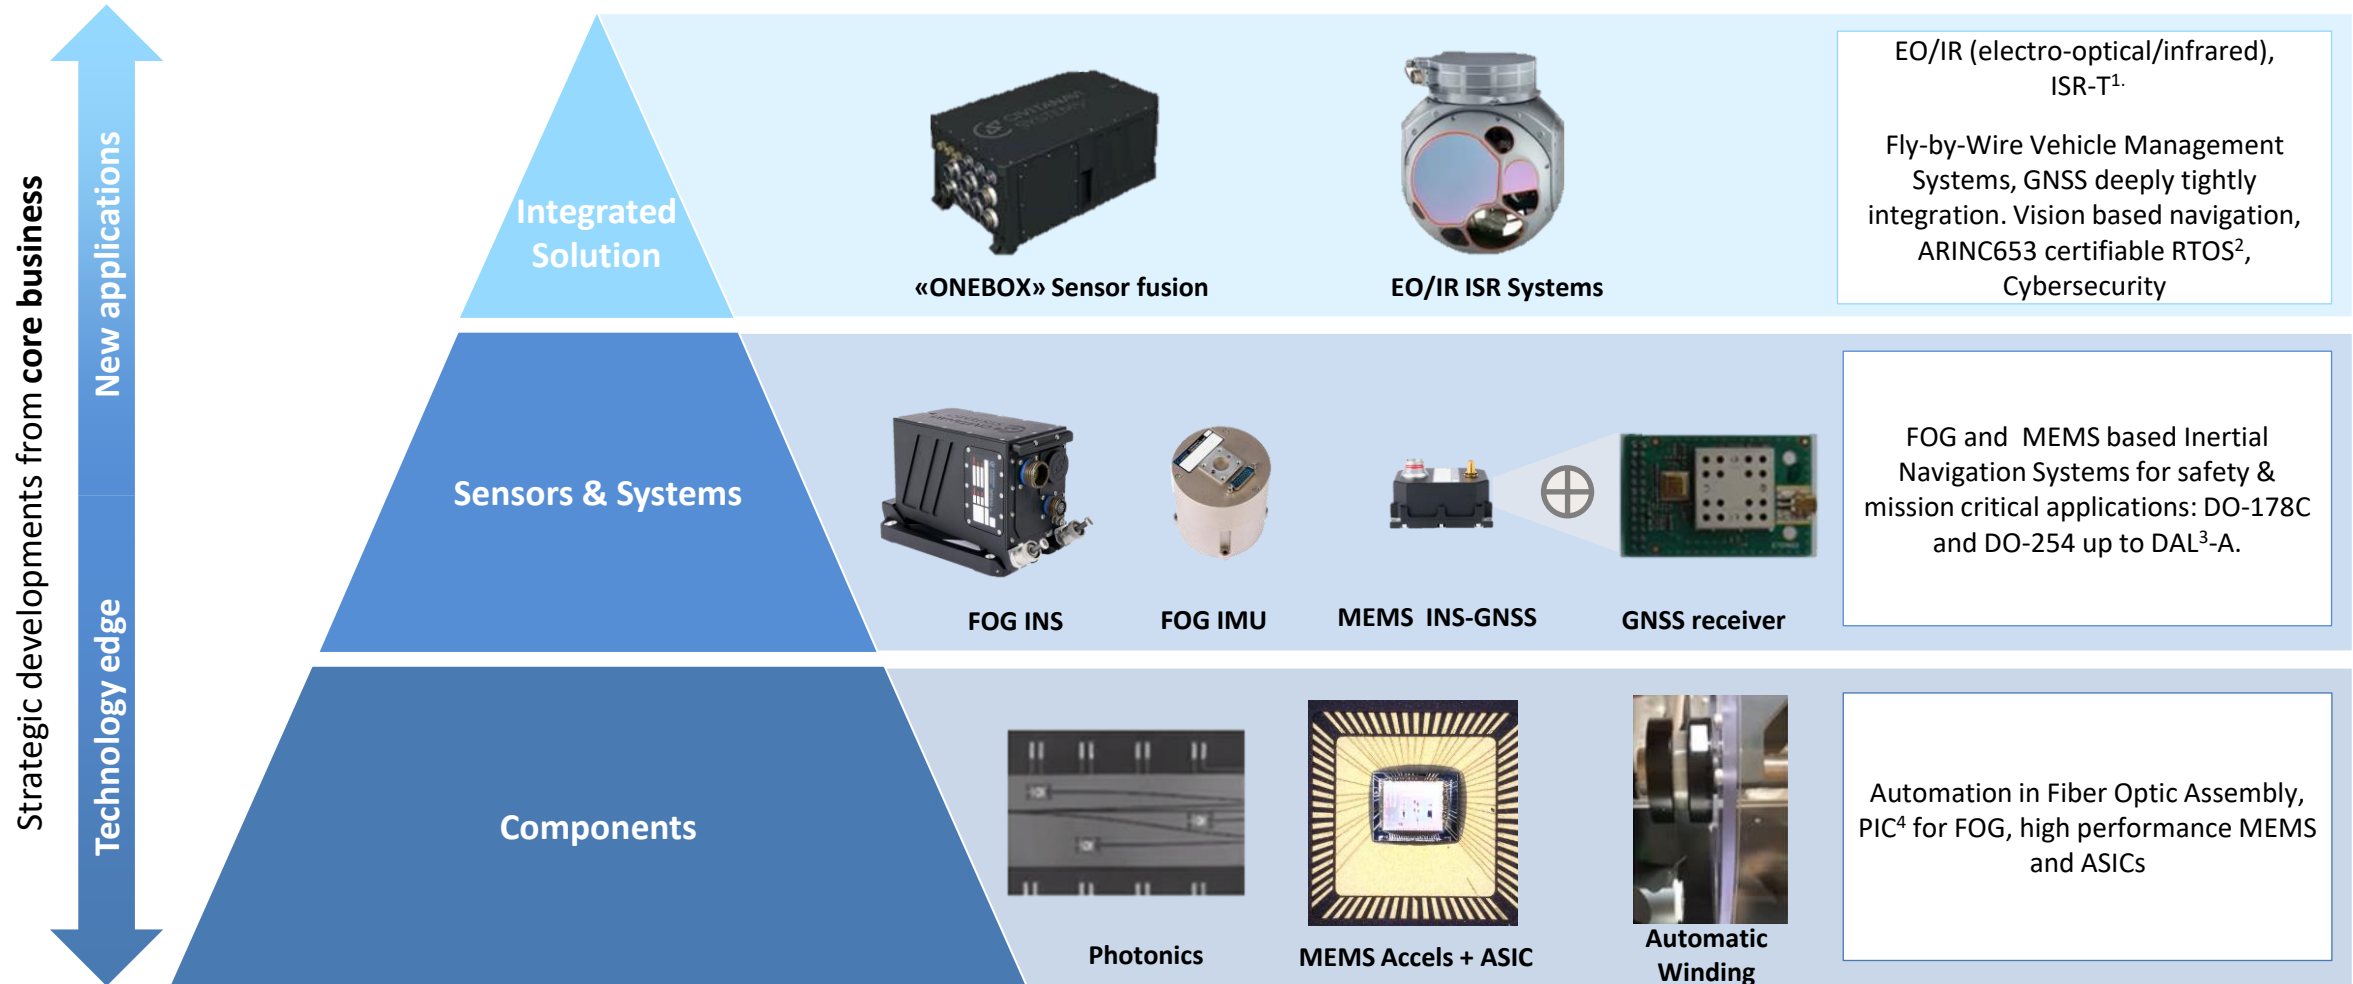 Strategic developments from core business
New applications
Technology edge
Integrated
Solution
CIVITANAVI
SYSTEMS
«ONEBOX» Sensor fusion
EO/IR ISR Systems
EO/IR (electro-optical/infrared),
ISR-T¹.
Fly-by-Wire Vehicle Management
Systems, GNSS deeply tightly
integration. Vision based navigation,
ARINC653 certifiable RTOS²,
Cybersecurity
Sensors & Systems
FOG INS
FOG IMU
MEMS INS-GNSS
GNSS receiver
FOG and MEMS based Inertial
Navigation Systems for safety &
mission critical applications: DO-178C
and DO-254 up to DAL³-A.
Components
Photonics
MEMS Accels + ASIC
Automatic
Winding
Automation in Fiber Optic Assembly,
PIC⁴ for FOG, high performance MEMS
and ASICs